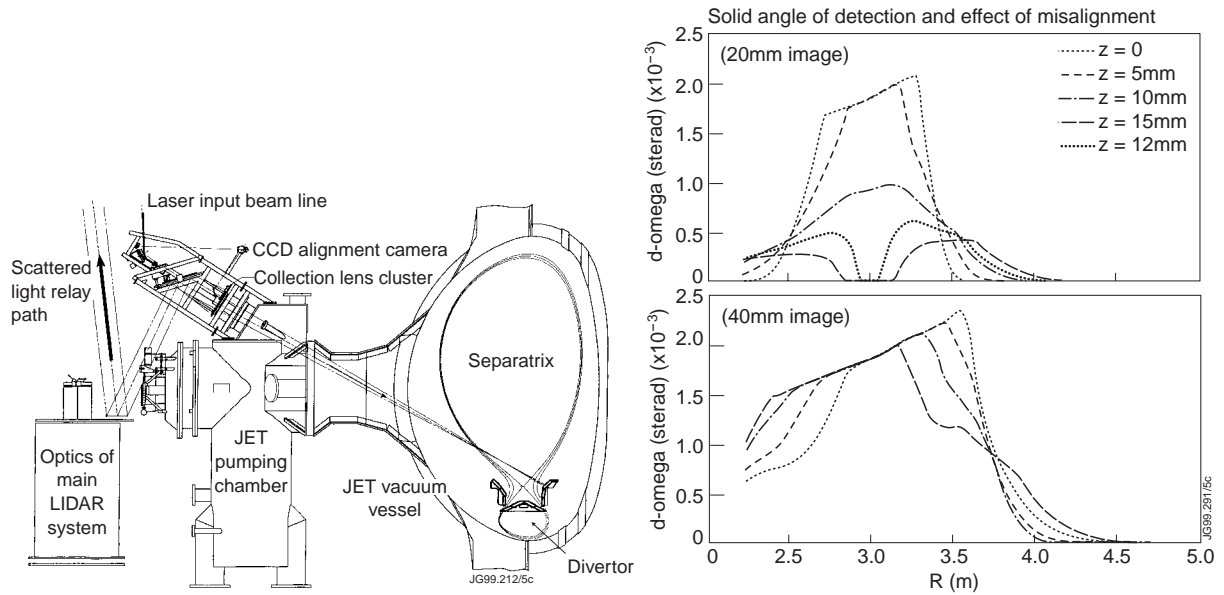 Laser input beam line
CCD alignment camera
Collection lens cluster
Scattered
light relay
path
Separatrix
Optics of
main
LIDAR
system
JET
pumping
chamber
JET vacuum
vessel
Divertor
JG99.212/5c
Solid angle of detection and effect of misalignment
2.5
2.0
1.5
1.0
0.5
0
d-omega (sterad) (x10⁻³)
(20mm image)
z = 0
z = 5mm
z = 10mm
z = 15mm
z = 12mm
2.5
2.0
1.5
1.0
0.5
d-omega (sterad) (x10⁻³)
(40mm image)
0 2.5 3.0 3.5 4.0 4.5 5.0
R (m)
JG99.291/5c